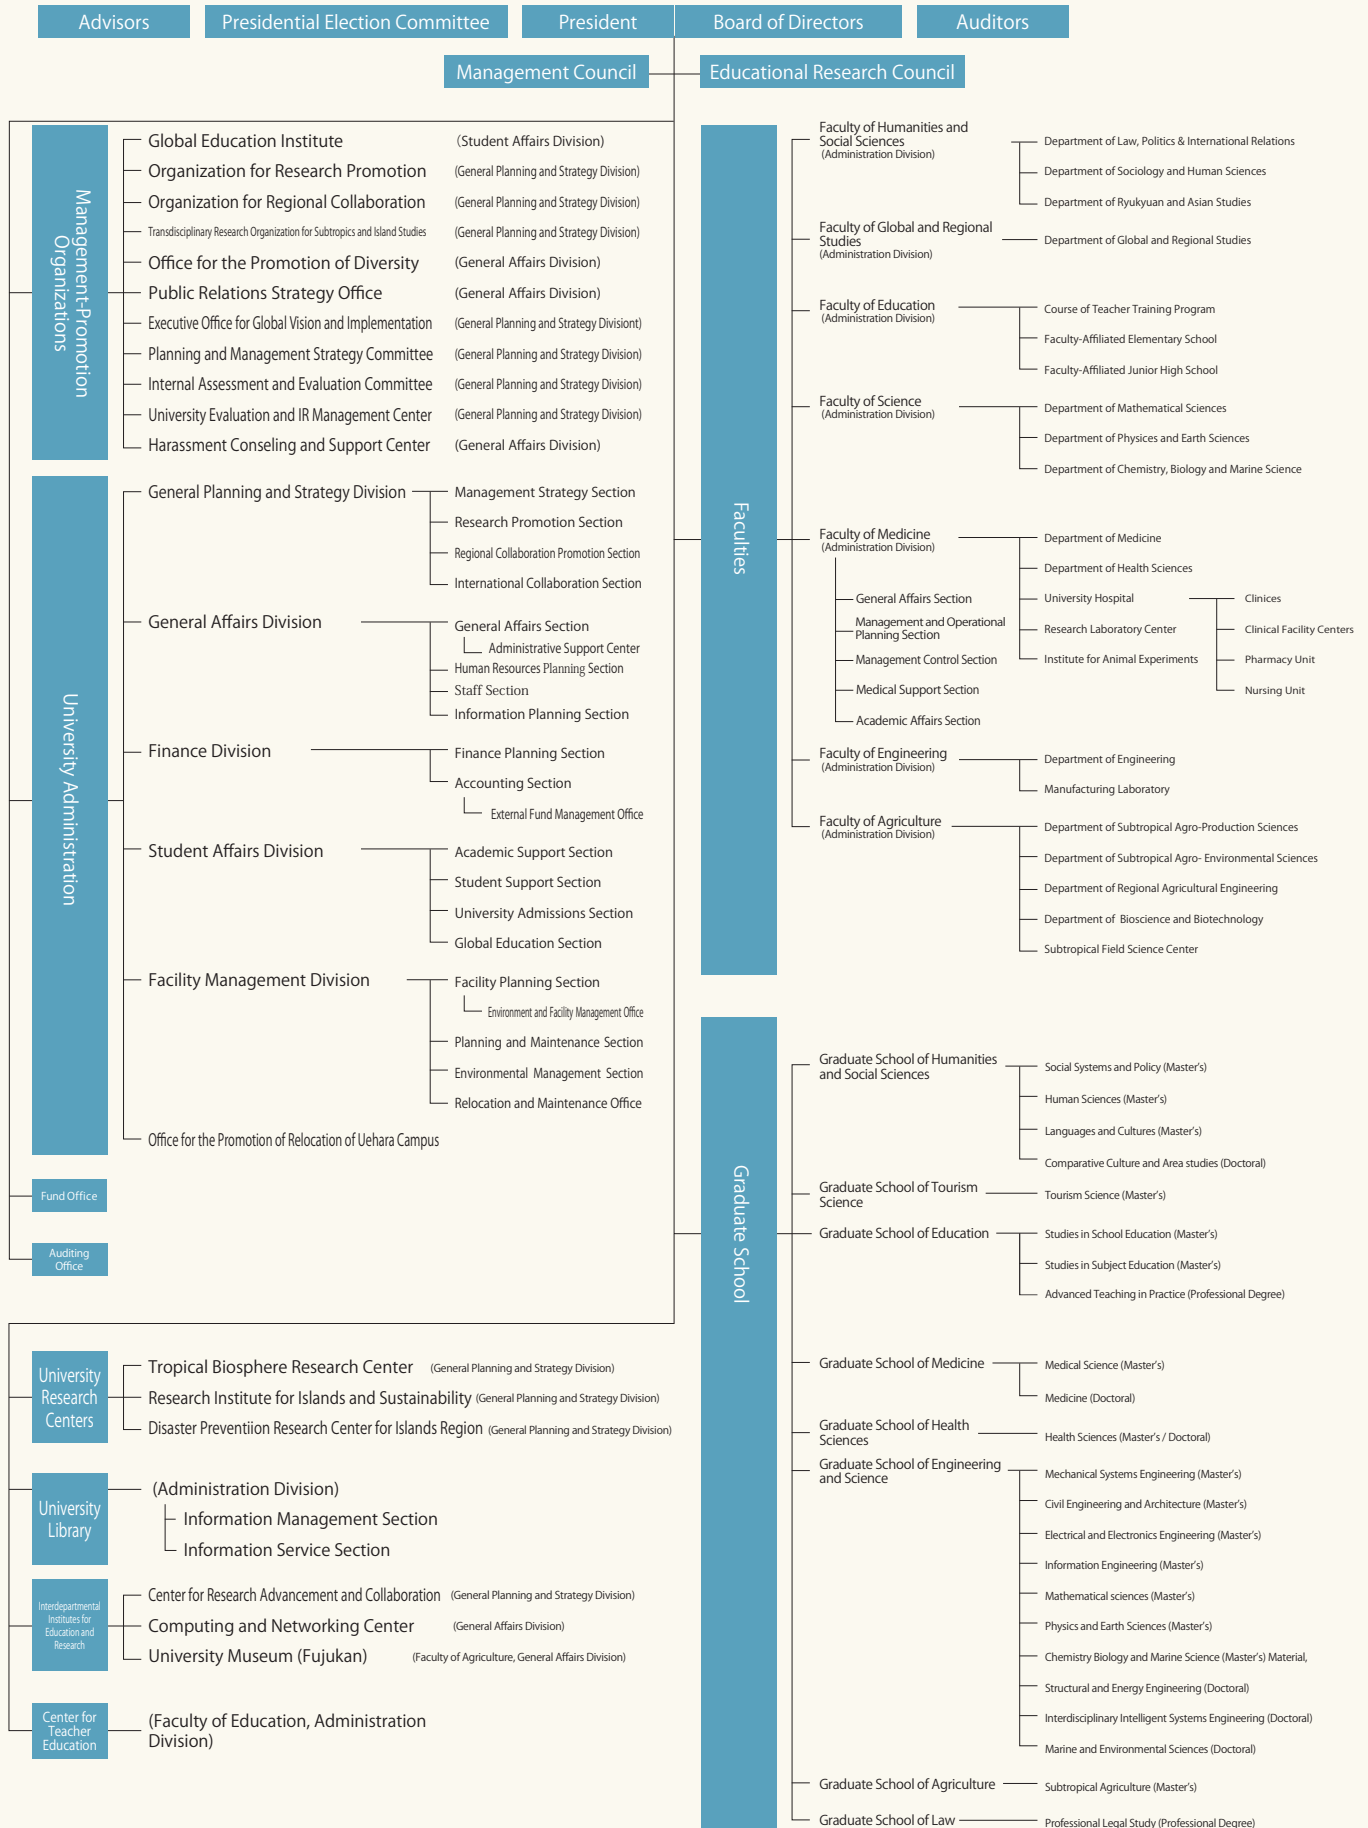 Advisors
Presidential Election Committee
President
Board of Directors
Auditors
Management Council
Educational Research Council
Management-Promotion
Organizations
Global Education Institute (Student Affairs Division)
Organization for Research Promotion (General Planning and Strategy Division)
Organization for Regional Collaboration (General Planning and Strategy Division)
Transdisciplinary Research Organization for Subtropics and Island Studies (General Planning and Strategy Division)
Office for the Promotion of Diversity (General Affairs Division)
Public Relations Strategy Office (General Affairs Division)
Executive Office for Global Vision and Implementation (General Planning and Strategy Divisiont)
Planning and Management Strategy Committee (General Planning and Strategy Division)
Internal Assessment and Evaluation Committee (General Planning and Strategy Division)
University Evaluation and IR Management Center (General Planning and Strategy Division)
Harassment Conseling and Support Center (General Affairs Division)
University Administration
General Planning and Strategy Division
Management Strategy Section
Research Promotion Section
Regional Collaboration Promotion Section
International Collaboration Section
General Affairs Division
General Affairs Section
Administrative Support Center
Human Resources Planning Section
Staff Section
Information Planning Section
Finance Division
Finance Planning Section
Accounting Section
External Fund Management Office
Student Affairs Division
Academic Support Section
Student Support Section
University Admissions Section
Global Education Section
Facility Management Division
Facility Planning Section
Environment and Facility Management Office
Planning and Maintenance Section
Environmental Management Section
Relocation and Maintenance Office
Office for the Promotion of Relocation of Uehara Campus
Fund Office
Auditing
Office
University
Research
Centers
Tropical Biosphere Research Center (General Planning and Strategy Division)
Research Institute for Islands and Sustainability (General Planning and Strategy Division)
Disaster Preventiion Research Center for Islands Region (General Planning and Strategy Division)
University
Library
(Administration Division)
Information Management Section
Information Service Section
Interdepartmental
Institutes for
Education and
Research
Center for Research Advancement and Collaboration (General Planning and Strategy Division)
Computing and Networking Center (General Affairs Division)
University Museum (Fujukan) (Faculty of Agriculture, General Affairs Division)
Center for
Teacher
Education
(Faculty of Education, Administration
Division)
Faculties
Faculty of Humanities and
Social Sciences
(Administration Division)
Department of Law, Politics & International Relations
Department of Sociology and Human Sciences
Department of Ryukyuan and Asian Studies
Faculty of Global and Regional
Studies
(Administration Division)
Department of Global and Regional Studies
Faculty of Education
(Administration Division)
Course of Teacher Training Program
Faculty-Affiliated Elementary School
Faculty-Affiliated Junior High School
Faculty of Science
(Administration Division)
Department of Mathematical Sciences
Department of Physices and Earth Sciences
Department of Chemistry, Biology and Marine Science
Faculty of Medicine
(Administration Division)
General Affairs Section
Management and Operational
Planning Section
Management Control Section
Medical Support Section
Academic Affairs Section
Department of Medicine
Department of Health Sciences
University Hospital
Research Laboratory Center
Institute for Animal Experiments
Clinices
Clinical Facility Centers
Pharmacy Unit
Nursing Unit
Faculty of Engineering
(Administration Division)
Department of Engineering
Manufacturing Laboratory
Faculty of Agriculture
(Administration Division)
Department of Subtropical Agro-Production Sciences
Department of Subtropical Agro- Environmental Sciences
Department of Regional Agricultural Engineering
Department of Bioscience and Biotechnology
Subtropical Field Science Center
Graduate School
Graduate School of Humanities
and Social Sciences
Social Systems and Policy (Master's)
Human Sciences (Master's)
Languages and Cultures (Master's)
Comparative Culture and Area studies (Doctoral)
Graduate School of Tourism
Science
Tourism Science (Master's)
Graduate School of Education
Studies in School Education (Master's)
Studies in Subject Education (Master's)
Advanced Teaching in Practice (Professional Degree)
Graduate School of Medicine
Medical Science (Master's)
Medicine (Doctoral)
Graduate School of Health
Sciences
Health Sciences (Master's / Doctoral)
Graduate School of Engineering
and Science
Mechanical Systems Engineering (Master's)
Civil Engineering and Architecture (Master's)
Electrical and Electronics Engineering (Master's)
Information Engineering (Master's)
Mathematical sciences (Master's)
Physics and Earth Sciences (Master's)
Chemistry Biology and Marine Science (Master's) Material,
Structural and Energy Engineering (Doctoral)
Interdisciplinary Intelligent Systems Engineering (Doctoral)
Marine and Environmental Sciences (Doctoral)
Graduate School of Agriculture
Subtropical Agriculture (Master's)
Graduate School of Law
Professional Legal Study (Professional Degree)